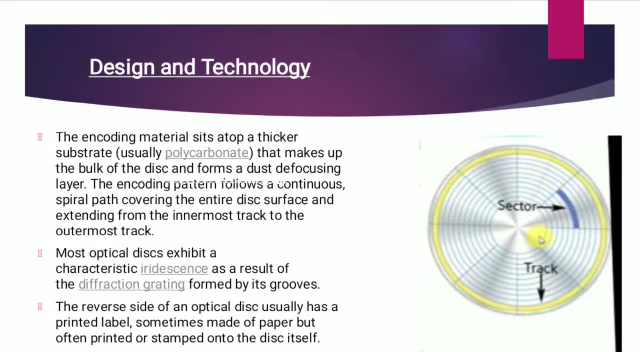 Design and Technology
The encoding material sits atop a thicker
substrate (usually polycarbonate) that makes up
the bulk of the disc and forms a dust defocusing
layer. The encoding pattern follows a continuous,
spiral path covering the entire disc surface and
extending from the innermost track to the
outermost track.
Most optical discs exhibit a
characteristic iridescence as a result of
the diffraction grating formed by its grooves.
The reverse side of an optical disc usually has a
printed label, sometimes made of paper but
often printed or stamped onto the disc itself.
Sector
Track